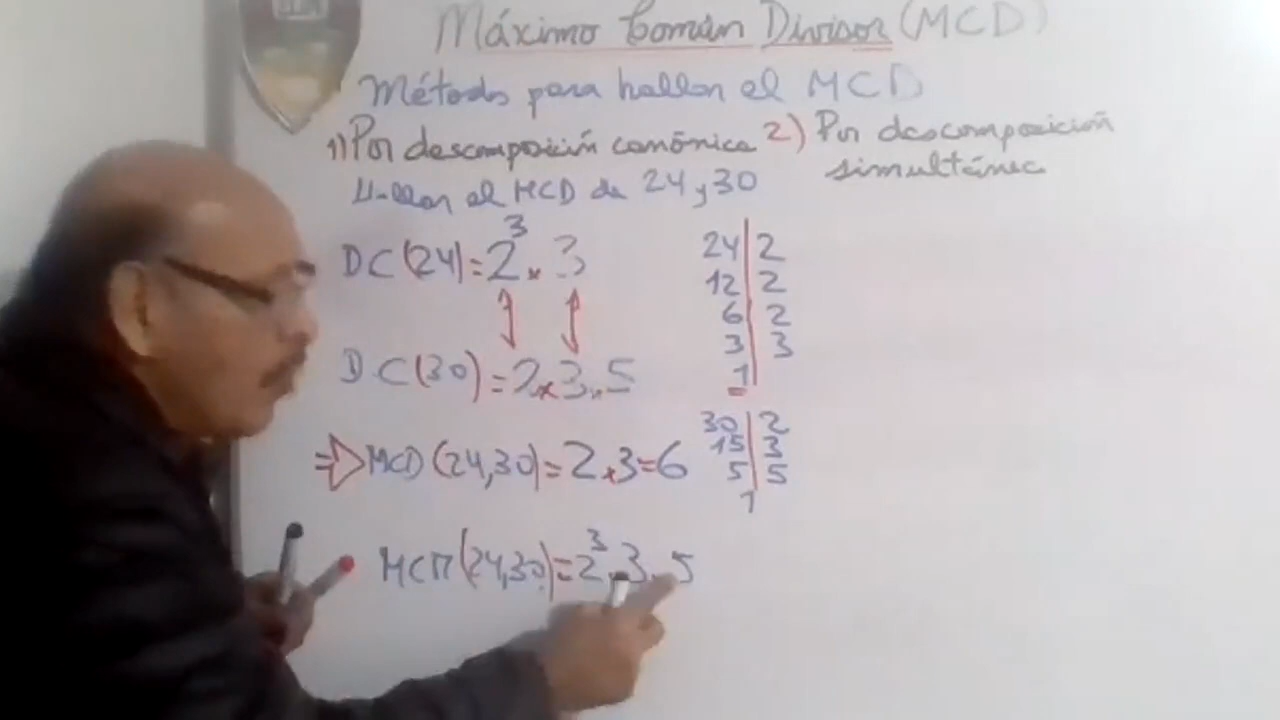 Máximo Común Divisor (MCD)
Métodos para hallar el MCD
1) Por descomposición canónica
Hallar el MCD de 24 y 30
DC(24)=2³×3
DC(30)=2×3×5
⇒ MCD(24,30)=2×3=6
MCM(24,30)=2³.3.5
2) Por descomposición
simultánea
24|2
12|2
6|2
3|3
1
30|2
15|3
5|5
1